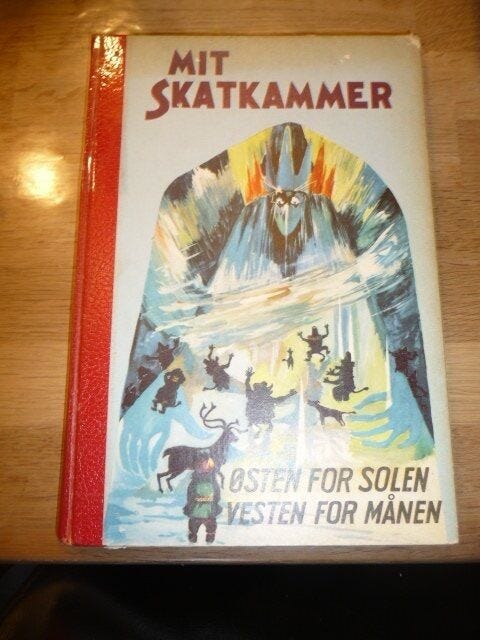 MIT
SKATKAMMER
ØSTEN FOR SOLEN
VESTEN FOR MÅNEN